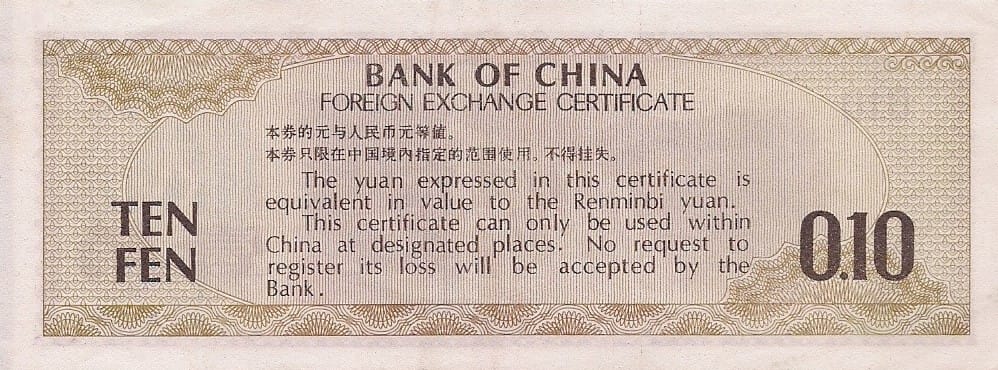 BANK OF CHINA
FOREIGN EXCHANGE CERTIFICATE
本券的元与人民币元等值。
本券只限在中国境内指定的范围使用。不得挂失。
The yuan expressed in this certificate is
equivalent in value to the Renminbi yuan.
This certificate can only be used within
China at designated places. No request to
register its loss will be accepted by the
Bank.
TEN
FEN
0.10